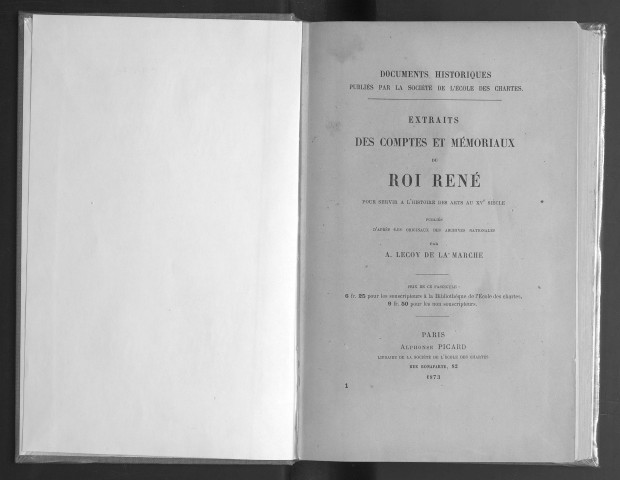 DOCUMENTS HISTORIQUES
PUBLIÉS PAR LA SOCIÉTÉ DE L'ÉCOLE DES CHARTES.
EXTRAITS
DES COMPTES ET MÉMORIAUX
DU
ROI RENÉ
POUR SERVIR A L'HISTOIRE DES ARTS AU XVe SIÈCLE
PUBLIÉS
D'APRÈS LES ORIGINAUX DES ARCHIVES NATIONALES
PAR
A. LECOY DE LA MARCHE
PRIX DE CE FASCICULE :
6 fr. 25 pour les souscripteurs à la Bibliothèque de l'École des chartes.
9 fr. 50 pour les non souscripteurs.
PARIS
ALPHONSE PICARD
LIBRAIRE DE LA SOCIÉTÉ DE L'ÉCOLE DES CHARTES
RUE BONAPARTE, 82
1873
1